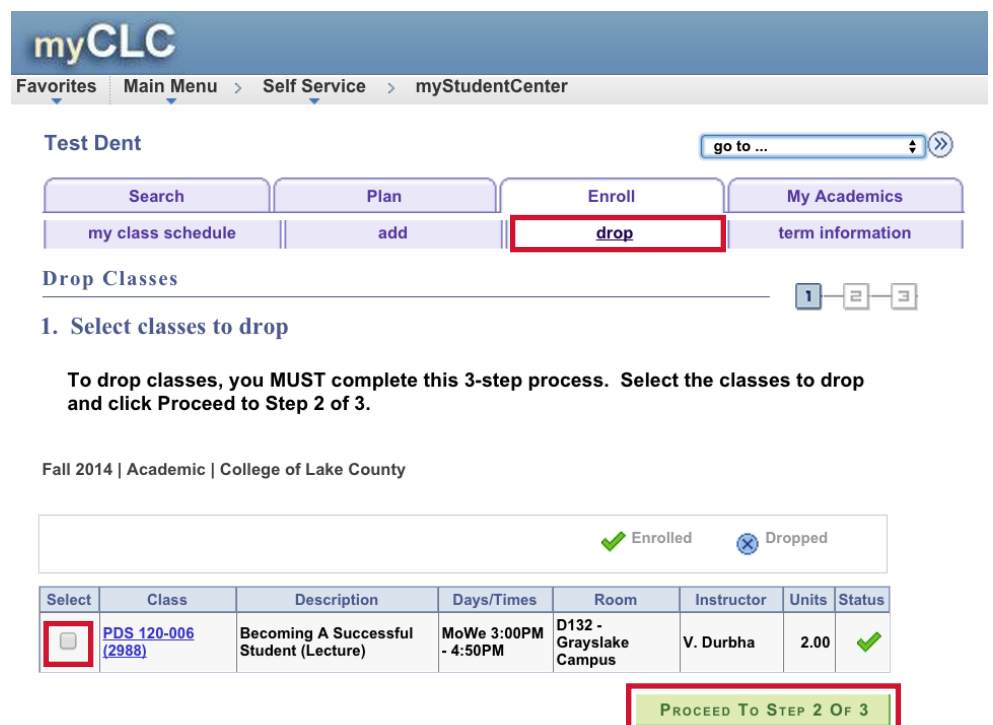 myCLC
Favorites Main Menu > Self Service > myStudentCenter
Test Dent
go to ...
Search Plan Enroll My Academics
my class schedule add drop term information
Drop Classes
1 2 3
1. Select classes to drop
To drop classes, you MUST complete this 3-step process. Select the classes to drop
and click Proceed to Step 2 of 3.
Fall 2014 | Academic | College of Lake County
Enrolled Dropped
Select Class Description Days/Times Room Instructor Units Status
PDS 120-006
(2988)
Becoming A Successful
Student (Lecture)
MoWe 3:00PM
- 4:50PM
D132 -
Grayslake
Campus
V. Durbha
2.00
PROCEED TO STEP 2 OF 3